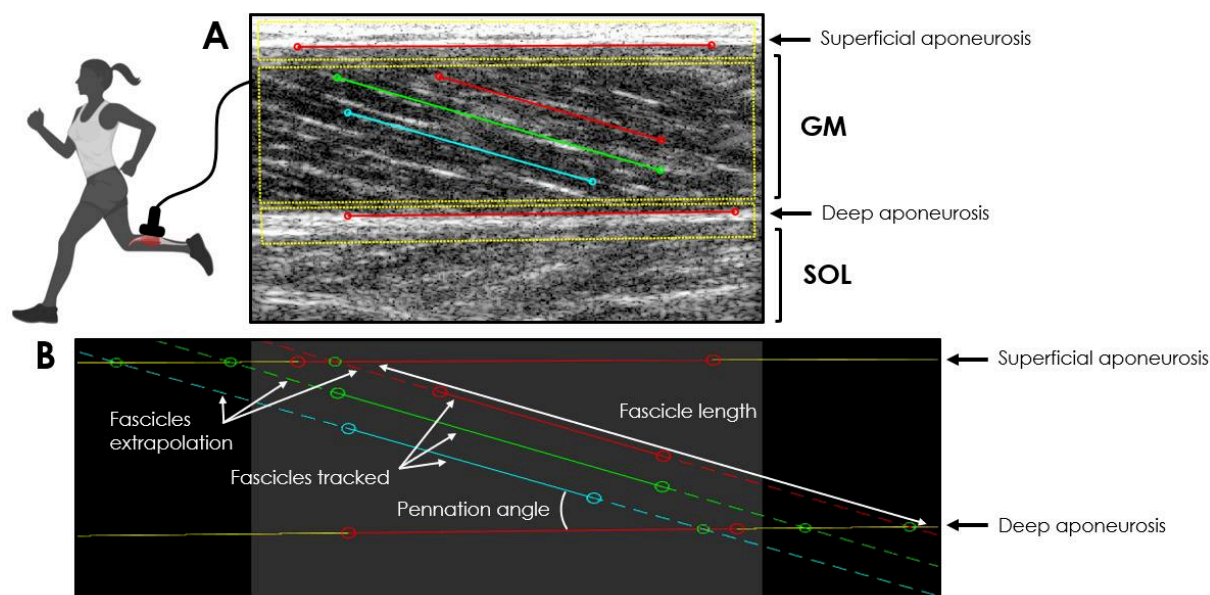 A
Superficial aponeurosis
GM
Deep aponeurosis
SOL
B
Superficial aponeurosis
Fascicle length
Fascicles
extrapolation
Fascicles tracked
Pennation angle
Deep aponeurosis